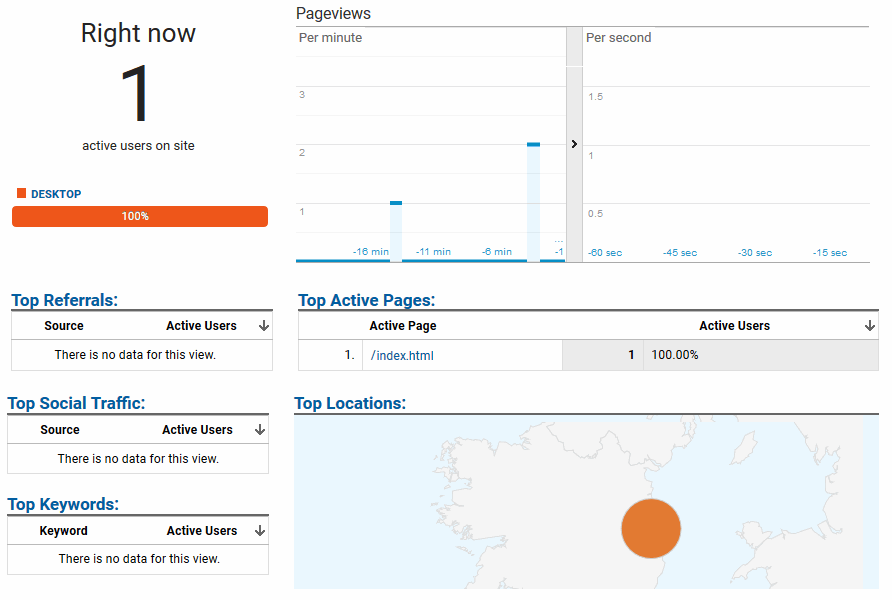 Right now
1
active users on site
DESKTOP
100%
Pageviews
Per minute
3
2
1
-16 min
-11 min
-6 min
...
-1
Per second
1.5
1
0.5
-60 sec
-45 sec
-30 sec
-15 sec
Top Referrals:
Source Active Users
There is no data for this view.
Top Active Pages:
Active Page Active Users
1. /index.html 1 100.00%
Top Social Traffic:
Source Active Users
There is no data for this view.
Top Keywords:
Keyword Active Users
There is no data for this view.
Top Locations: